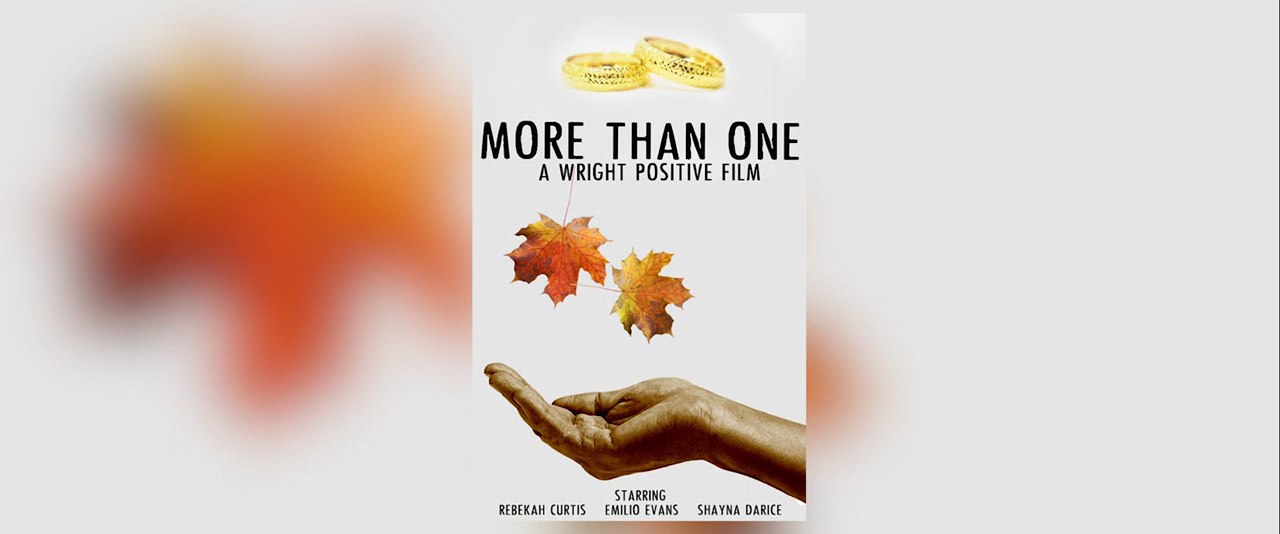 MORE THAN ONE
A WRIGHT POSITIVE FILM
STARRING
REBEKAH CURTIS EMILIO EVANS SHAYNA DARICE